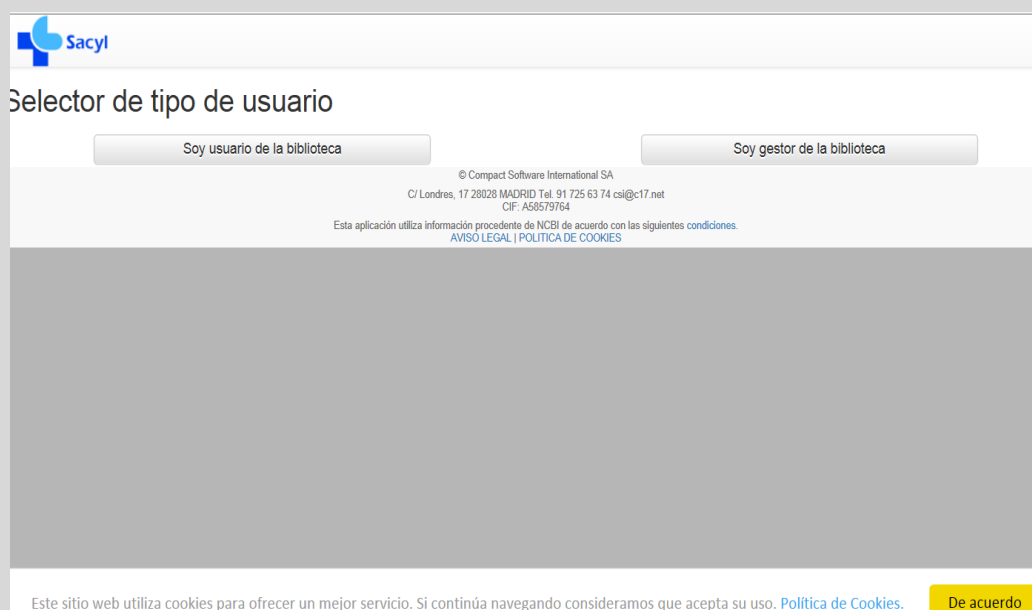 Sacyl
Selector de tipo de usuario
Soy usuario de la biblioteca
Soy gestor de la biblioteca
© Compact Software International SA
C/ Londres, 17 28028 MADRID Tel. 91 725 63 74 csi@c17.net
CIF: A58579764
Esta aplicación utiliza información procedente de NCBI de acuerdo con las siguientes condiciones.
AVISO LEGAL | POLITICA DE COOKIES
Este sitio web utiliza cookies para ofrecer un mejor servicio. Si continúa navegando consideramos que acepta su uso. Política de Cookies.
De acuerdo